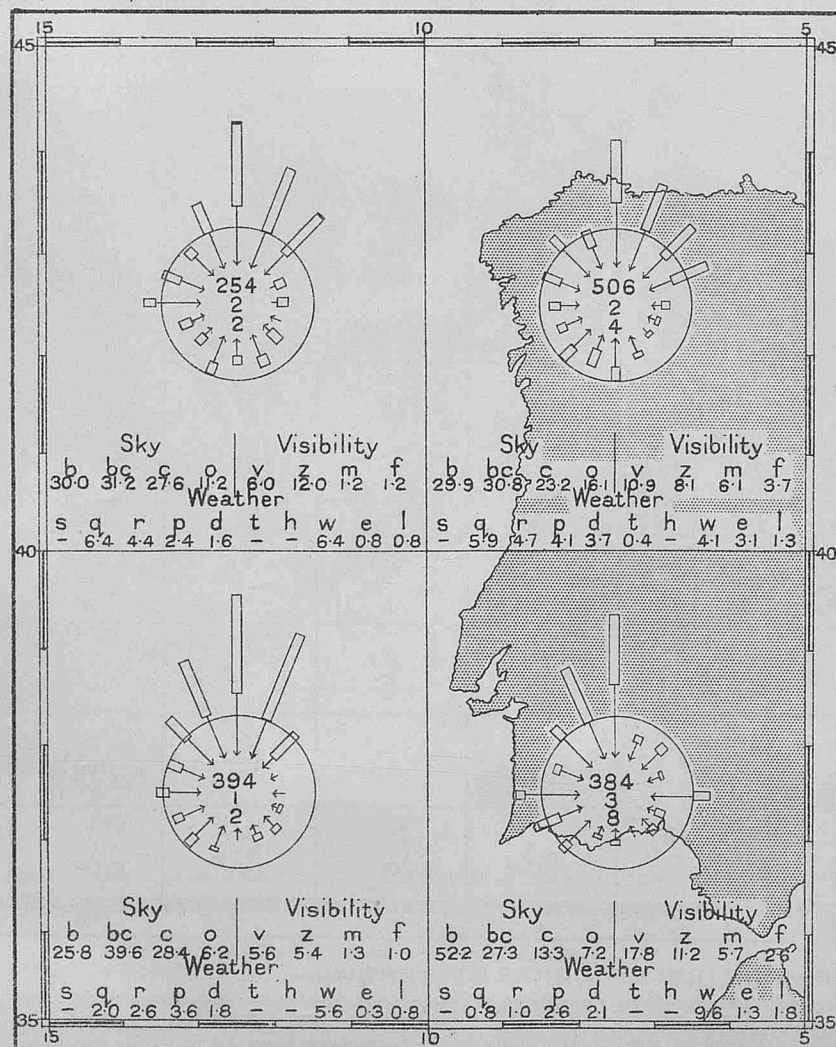 15 10 5
45 45
254
2
2
506
2
4
Sky Visibility
b bc c o v z m f
30·0 31·2 27·6 11·2 6·0 12·0 1·2 1·2
Weather
s q r p d t h w e l
– 6·4 4·4 2·4 1·6 – – 6·4 0·8 0·8
Sky Visibility
b bc c o v z m f
29·9 30·8 23·2 16·1 10·9 8·1 6·1 3·7
Weather
s q r p d t h w e l
– 5·9 4·7 4·1 3·7 0·4 – 4·1 3·1 1·3
40 40
394
1
2
384
3
8
Sky Visibility
b bc c o v z m f
25·8 39·6 28·4 6·2 5·6 5·4 1·3 1·0
Weather
s q r p d t h w e l
– 2·0 2·6 3·6 1·8 – – 5·6 0·3 0·8
Sky Visibility
b bc c o v z m f
52·2 27·3 13·3 7·2 17·8 11·2 5·7 2·6
Weather
s q r p d t h w e l
– 0·8 1·0 2·6 2·1 – – 9·6 1·3 1·8
35 35
15 10 5